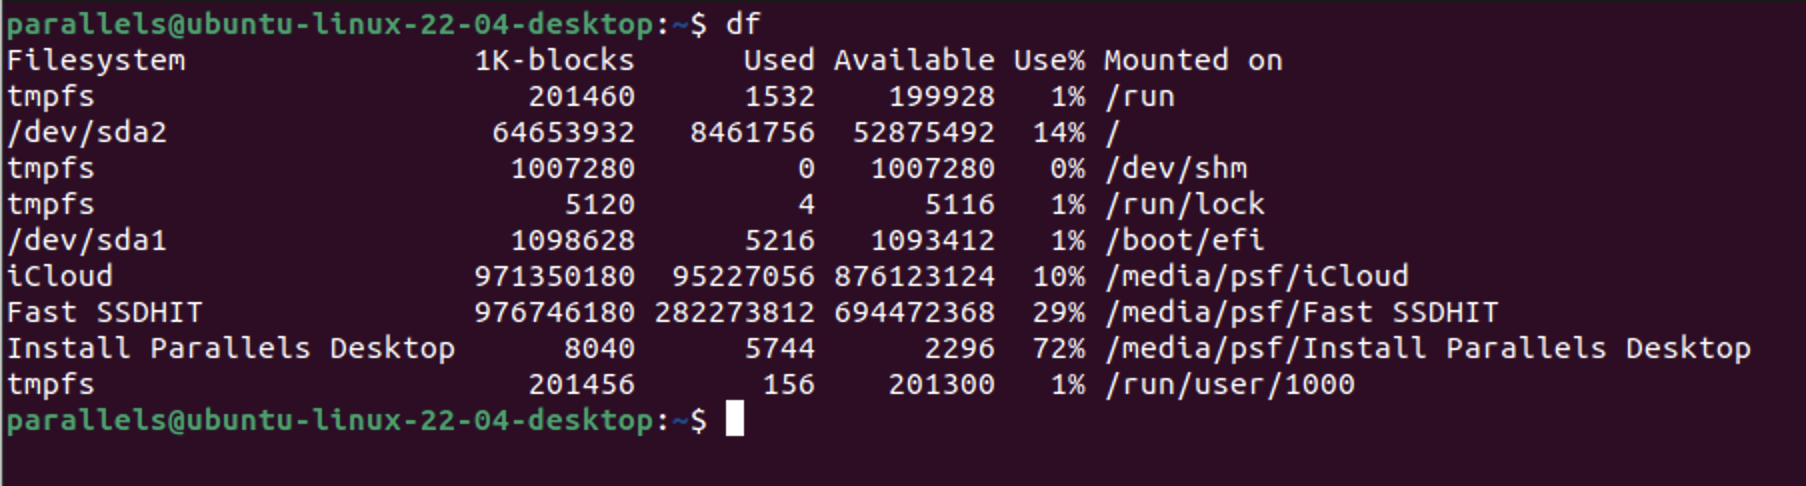 parallels@ubuntu-linux-22-04-desktop:~$ df
Filesystem                1K-blocks      Used Available Use% Mounted on
tmpfs                        201460      1532    199928   1% /run
/dev/sda2                  64653932   8461756  52875492  14% /
tmpfs                       1007280         0   1007280   0% /dev/shm
tmpfs                          5120         4      5116   1% /run/lock
/dev/sda1                   1098628      5216   1093412   1% /boot/efi
iCloud                    971350180  95227056 876123124  10% /media/psf/iCloud
Fast SSDHIT               976746180 282273812 694472368  29% /media/psf/Fast SSDHIT
Install Parallels Desktop      8040      5744      2296  72% /media/psf/Install Parallels Desktop
tmpfs                        201456       156    201300   1% /run/user/1000
parallels@ubuntu-linux-22-04-desktop:~$